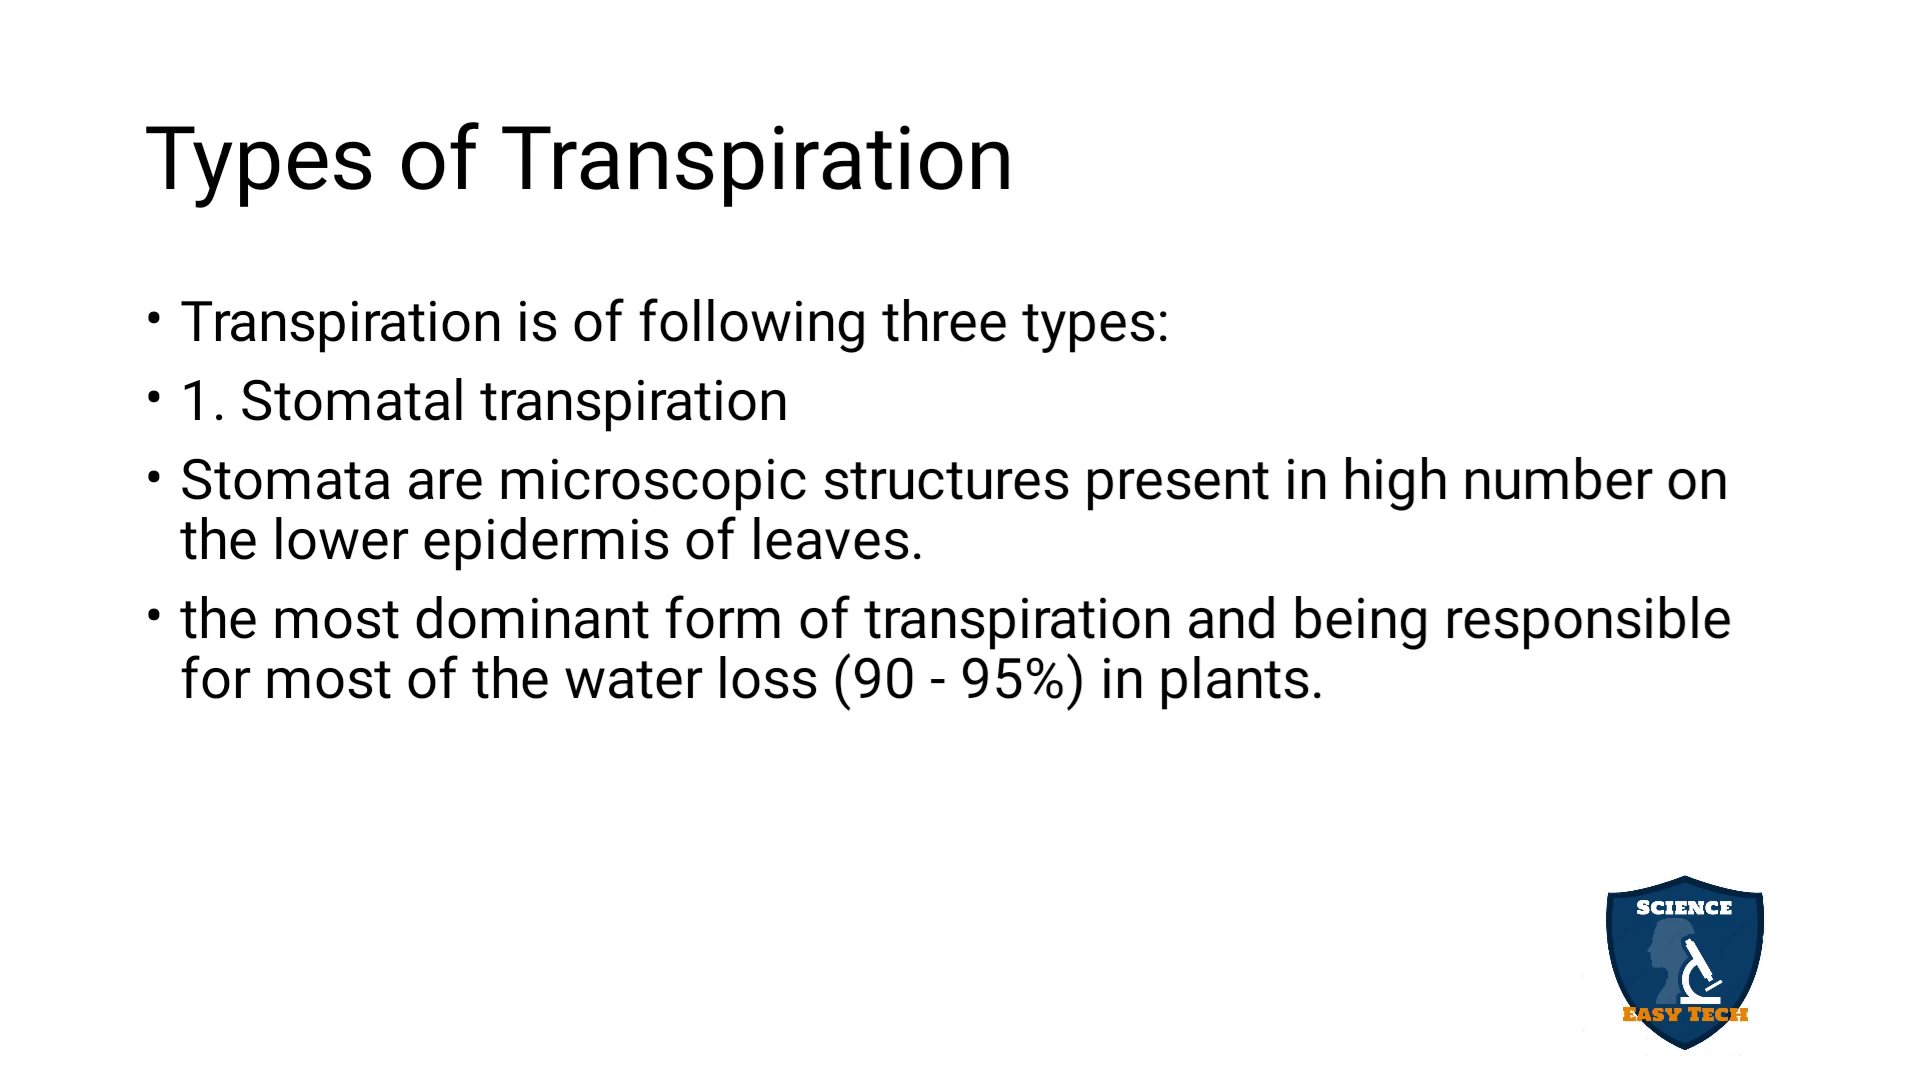 Types of Transpiration
• Transpiration is of following three types:
• 1. Stomatal transpiration
• Stomata are microscopic structures present in high number on
the lower epidermis of leaves.
• the most dominant form of transpiration and being responsible
for most of the water loss (90 - 95%) in plants.
SCIENCE
EASY TECH